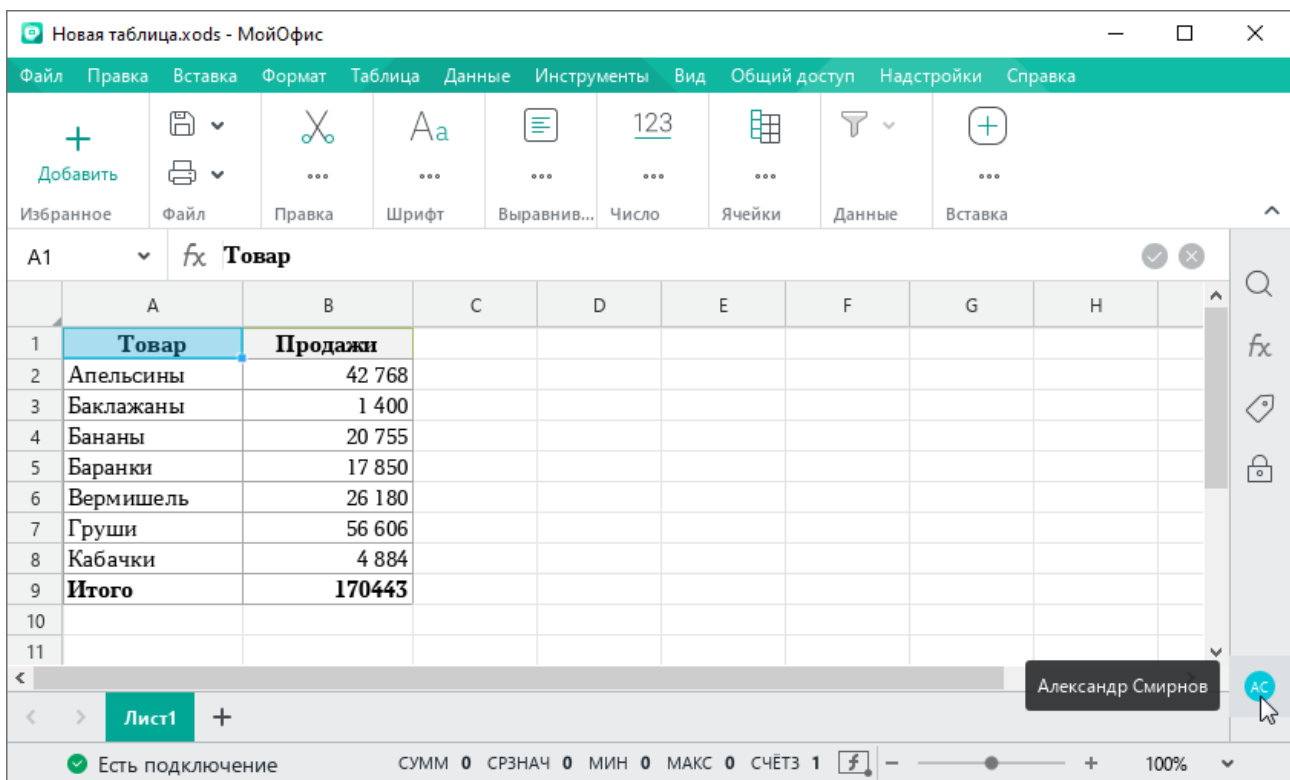 Новая таблица.xods - МойОфис
Файл Правка Вставка Формат Таблица Данные Инструменты Вид Общий доступ Надстройки Справка
Aa 123
Добавить
Избранное Файл Правка Шрифт Выравнив... Число Ячейки Данные Вставка
A1 fx Товар
A B C D E F G H
1 Товар Продажи
fx
2 Апельсины 42 768
3 Баклажаны 1 400
4 Бананы 20 755
5 Баранки 17 850
6 Вермишель 26 180
7 Груши 56 606
8 Кабачки 4 884
9 Итого 170443
10
11
Александр Смирнов АС
Лист1 +
Есть подключение СУММ 0 СРЗНАЧ 0 МИН 0 МАКС 0 СЧЁТЗ 1 f − + 100%